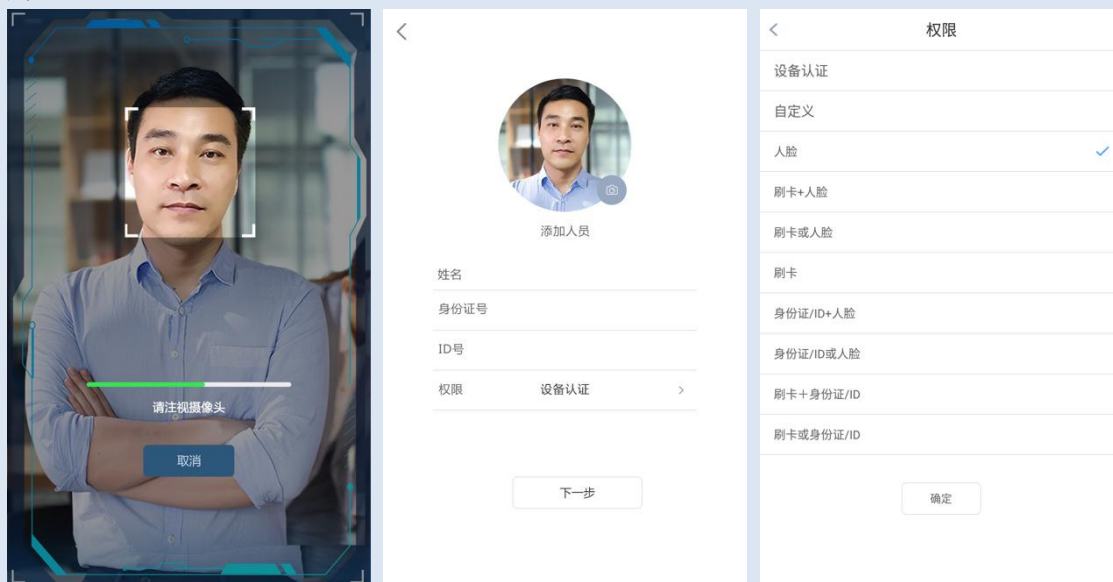 请注视摄像头
取消
添加人员
姓名
身份证号
ID号
权限 设备认证
下一步
权限
设备认证
自定义
人脸
刷卡+人脸
刷卡或人脸
刷卡
身份证/ID+人脸
身份证/ID或人脸
刷卡+身份证/ID
刷卡或身份证/ID
确定